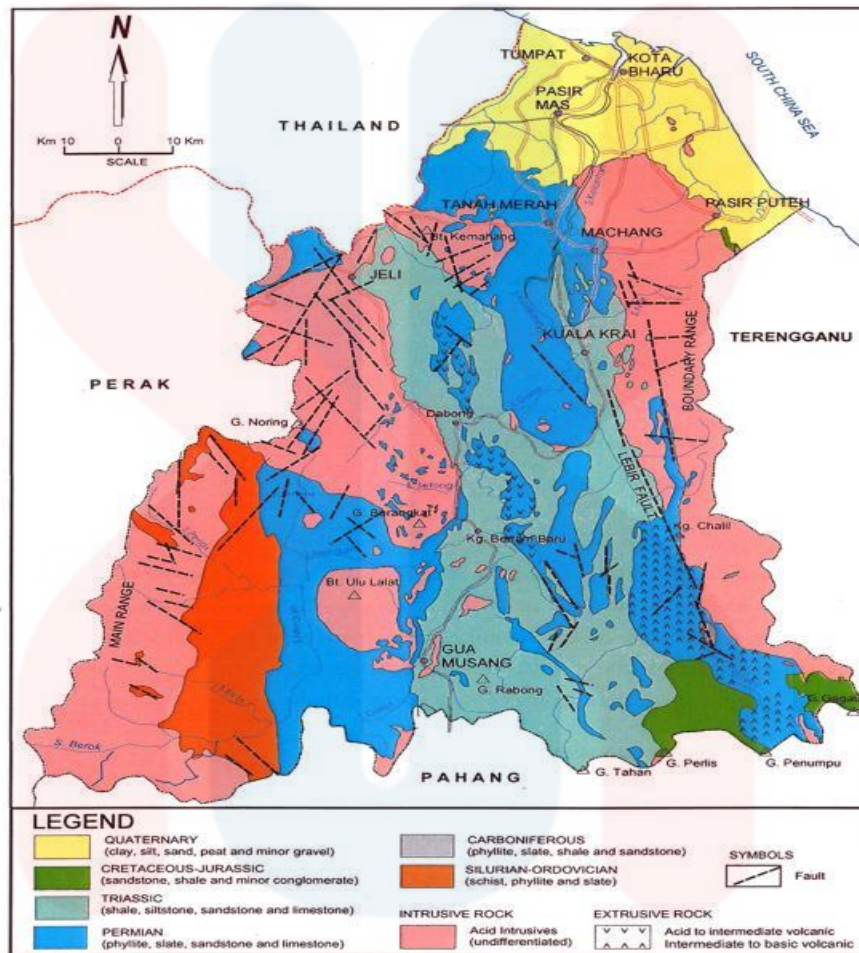 N
Km 10 0 10 Km
SCALE
THAILAND
SOUTH CHINA SEA
TUMPAT
KOTA BHARU
PASIR MAS
TANAH MERAH
PASIR PUTEH
Bt. Kemahang
MACHANG
JELI
KUALA KRAI
TERENGGANU
BOUNDARY RANGE
PERAK
G. Noring
Dabong
LEBIR FAULT
G. Berangkat
Kg. Chalil
Kg. Bertam Baru
MAIN RANGE
Bt. Ulu Lalat
GUA MUSANG
G. Rabong
S. Berok
PAHANG
G. Tahan
G. Perlis
G. Penumpu
LEGEND
QUATERNARY
(clay, silt, sand, peat and minor gravel)
CRETACEOUS-JURASSIC
(sandstone, shale and minor conglomerate)
TRIASSIC
(shale, siltstone, sandstone and limestone)
PERMIAN
(phyllite, slate, sandstone and limestone)
CARBONIFEROUS
(phyllite, slate, shale and sandstone)
SILURIAN-ORDOVICIAN
(schist, phyllite and slate)
INTRUSIVE ROCK
Acid Intrusives
(undifferentiated)
SYMBOLS
Fault
EXTRUSIVE ROCK
Acid to intermediate volcanic
Intermediate to basic volcanic